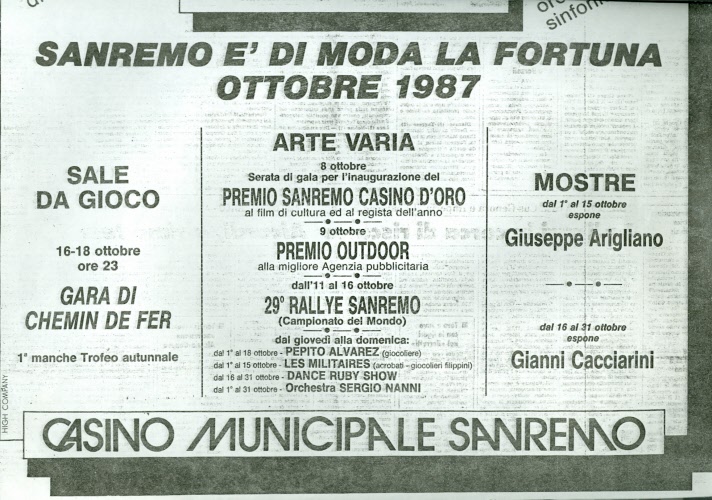 SANREMO E' DI MODA LA FORTUNA
OTTOBRE 1987
SALE
DA GIOCO
16-18 ottobre
ore 23
GARA DI
CHEMIN DE FER
1ª manche Trofeo autunnale
ARTE VARIA
8 ottobre
Serata di gala per l'inaugurazione del
PREMIO SANREMO CASINO D'ORO
al film di cultura ed al regista dell'anno
9 ottobre
PREMIO OUTDOOR
alla migliore Agenzia pubblicitaria
dall'11 al 16 ottobre
29º RALLYE SANREMO
(Campionato del Mondo)
dal giovedì alla domenica:
dal 1° al 18 ottobre - PEPITO ALVAREZ (giocoliere)
dal 1° al 15 ottobre - LES MILITAIRES (acrobati - giocolieri filippini)
dal 16 al 31 ottobre - DANCE RUBY SHOW
dal 1° al 31 ottobre - Orchestra SERGIO NANNI
MOSTRE
dal 1° al 15 ottobre
espone
Giuseppe Arigliano
dal 16 al 31 ottobre
espone
Gianni Cacciarini
HIGH COMPANY
CASINO MUNICIPALE SANREMO